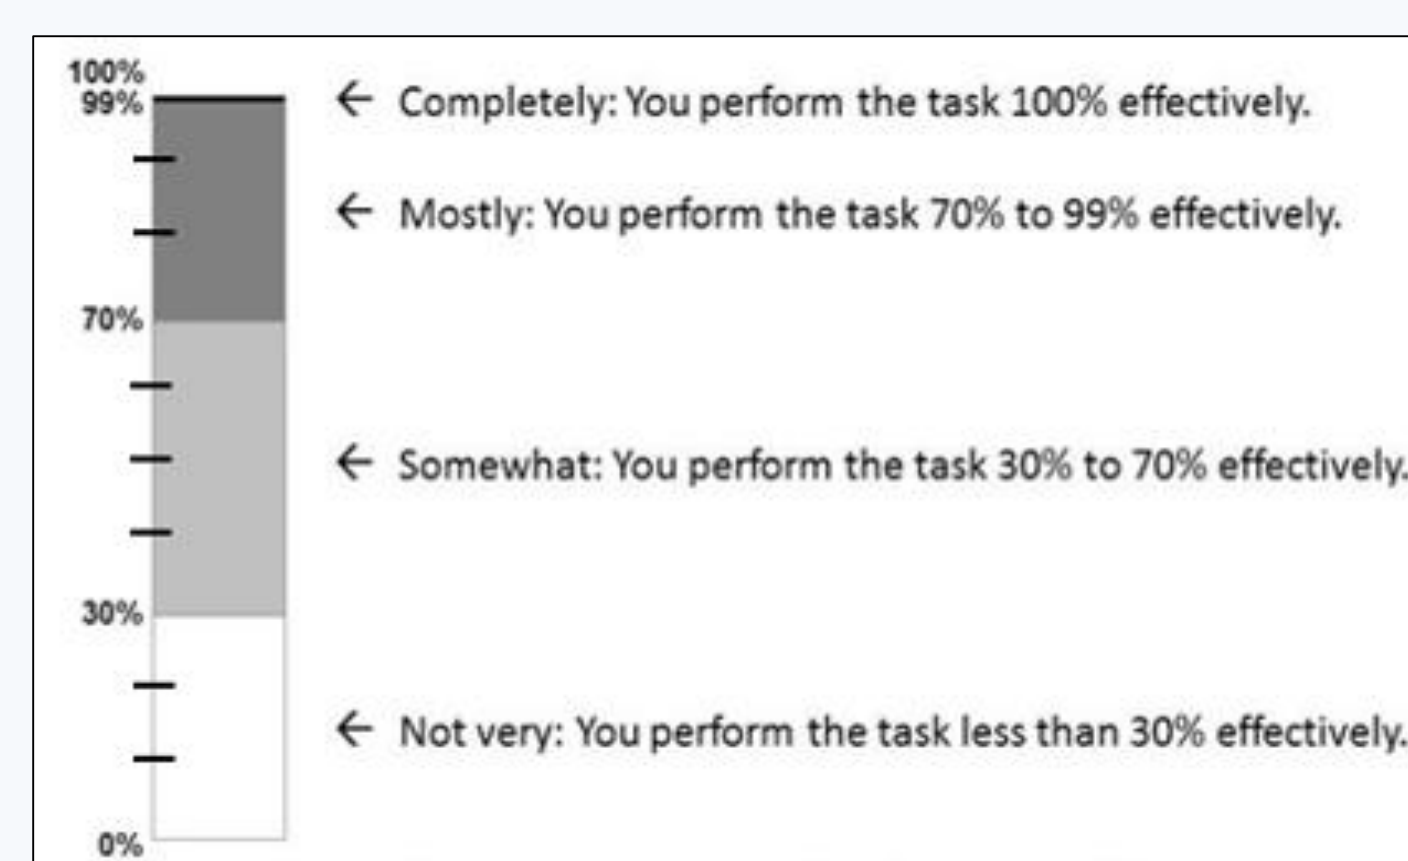 100%
99%
← Completely: You perform the task 100% effectively.
← Mostly: You perform the task 70% to 99% effectively.
70%
← Somewhat: You perform the task 30% to 70% effectively.
30%
← Not very: You perform the task less than 30% effectively.
0%